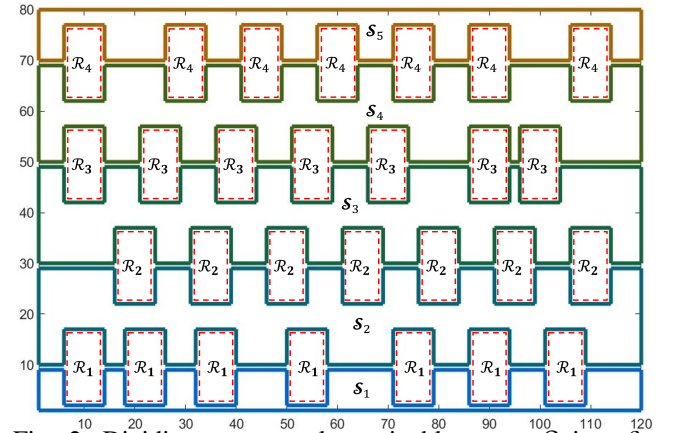 80
𝓢5
70
ℛ4 ℛ4 ℛ4 ℛ4 ℛ4 ℛ4 ℛ4
60
𝓢4
50
ℛ3 ℛ3 ℛ3 ℛ3 ℛ3 ℛ3 ℛ3
40
𝓢3
30
ℛ2 ℛ2 ℛ2 ℛ2 ℛ2 ℛ2 ℛ2
20
𝓢2
10
ℛ1 ℛ1 ℛ1 ℛ1 ℛ1 ℛ1 ℛ1
𝓢1
10 20 30 40 50 60 70 80 90 100 110 120